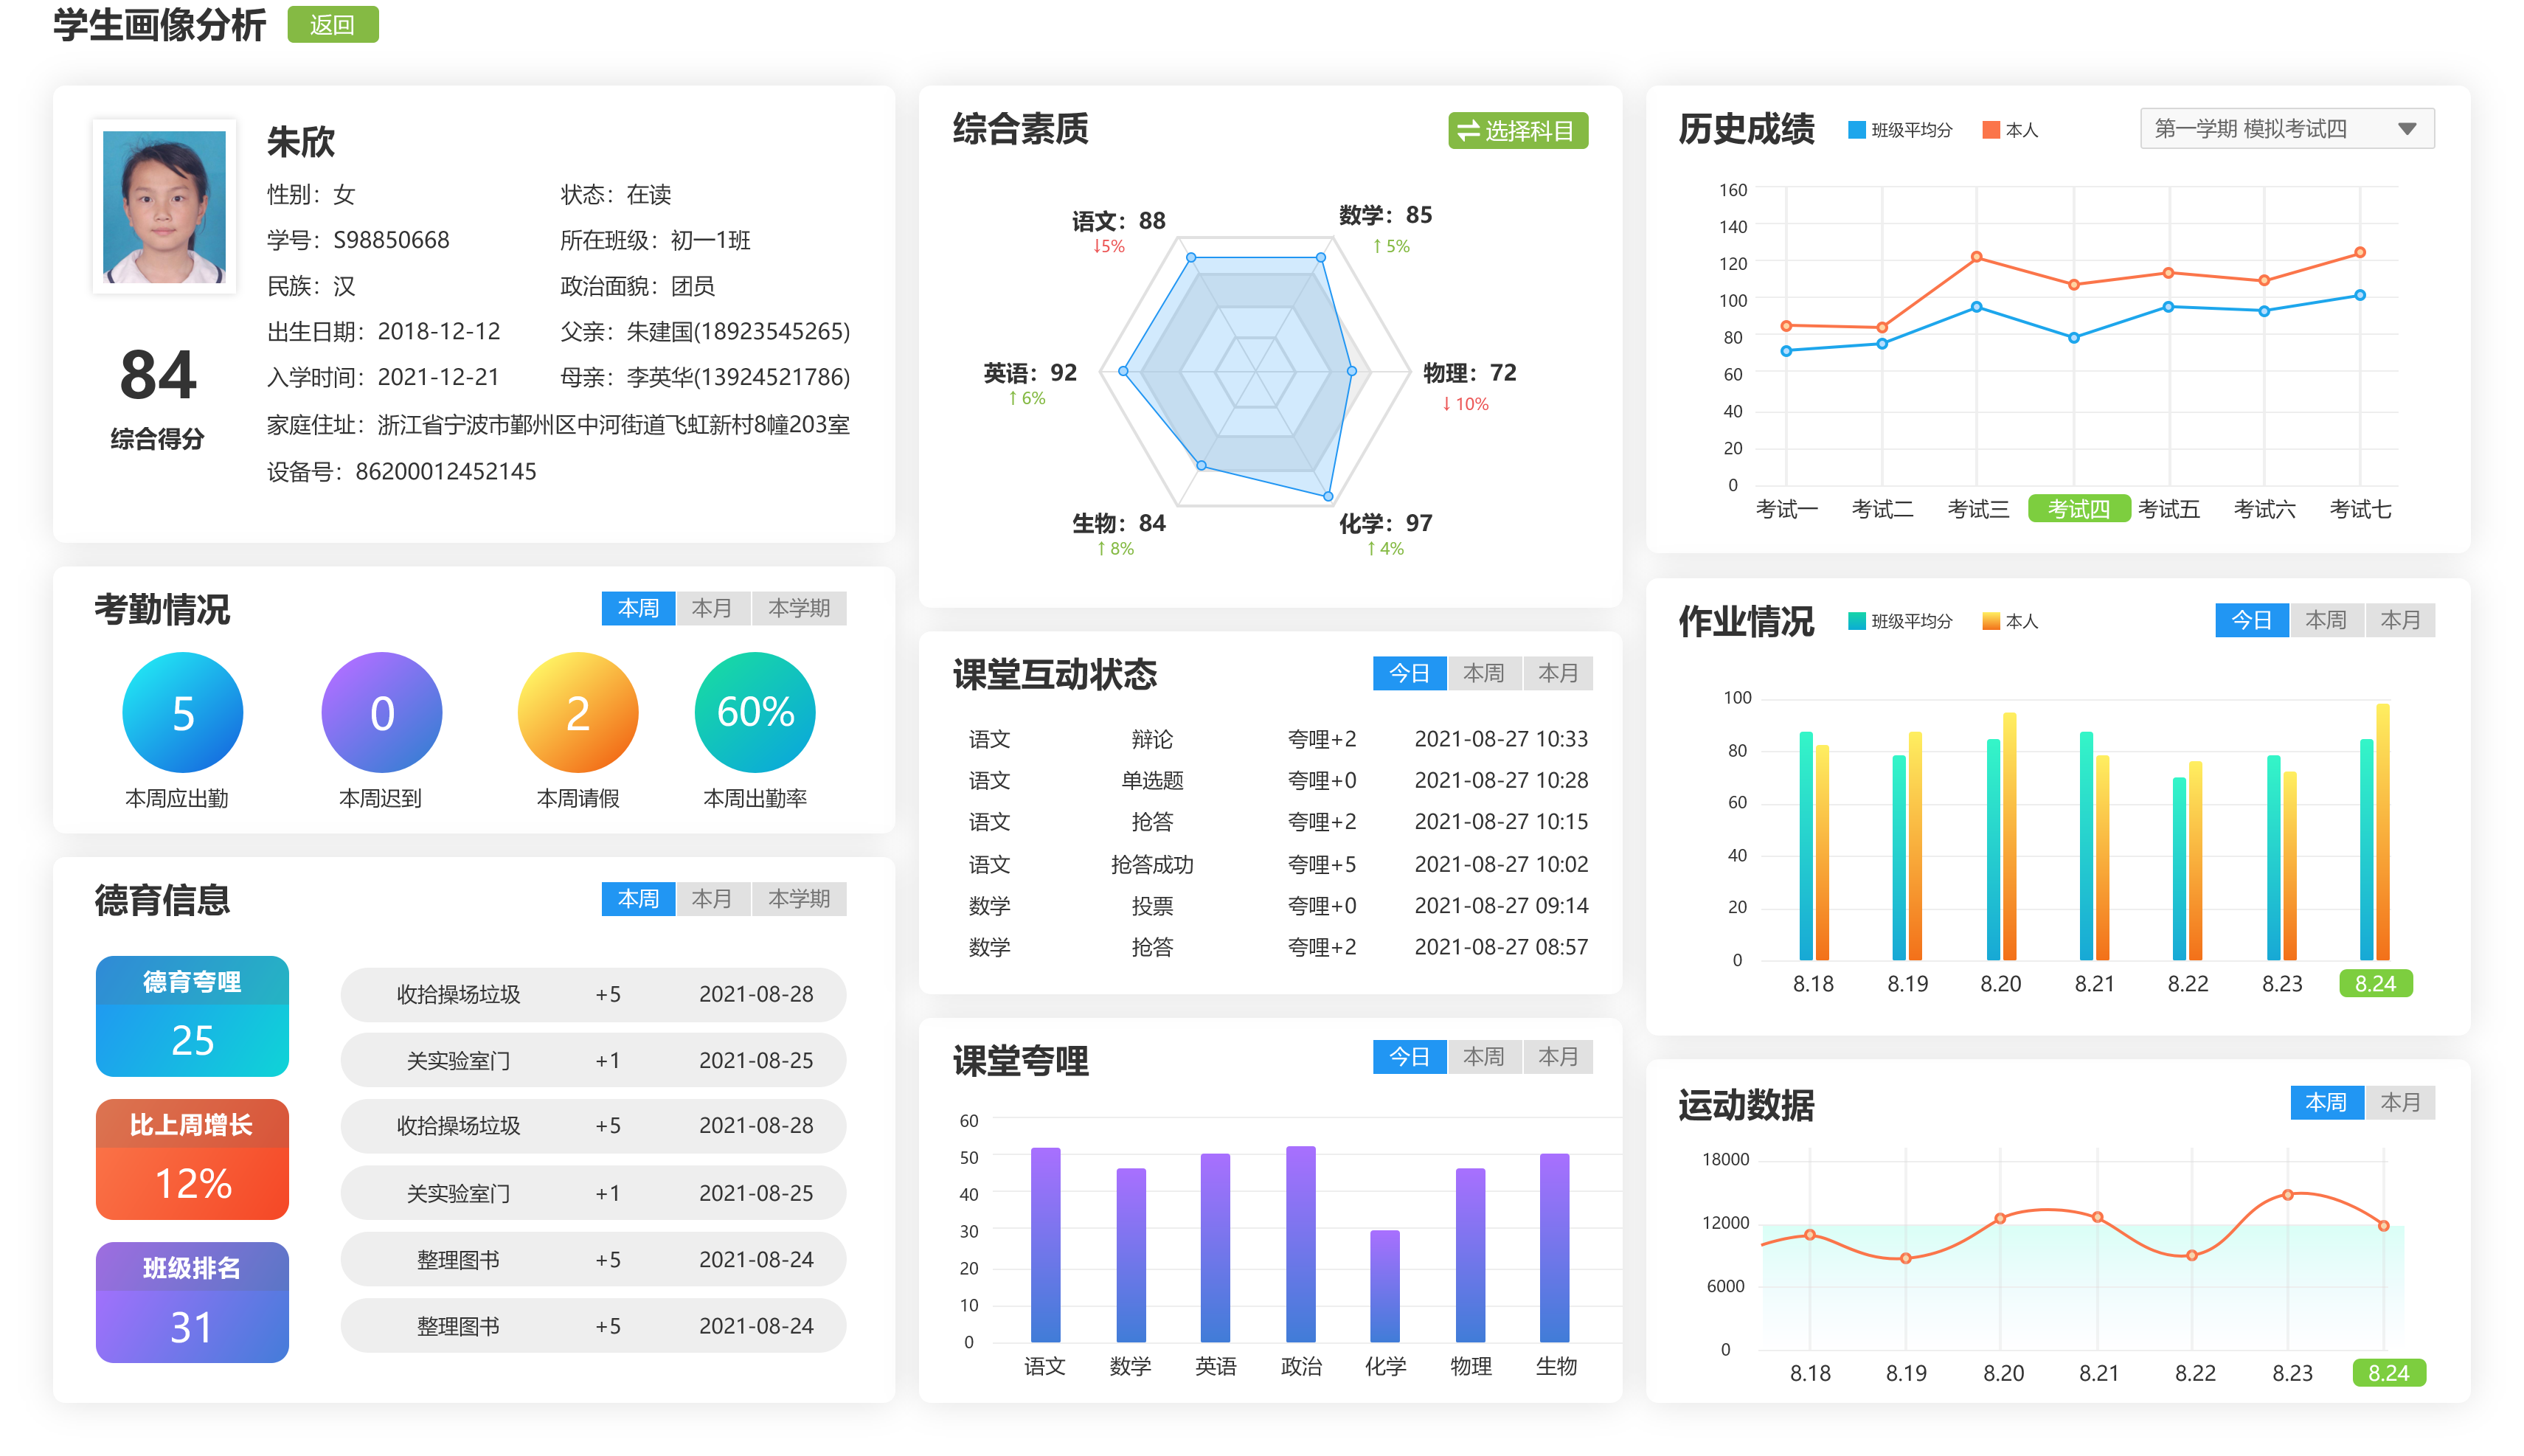 学生画像分析 返回
朱欣
性别：女 状态：在读
学号：S98850668 所在班级：初一1班
民族：汉 政治面貌：团员
出生日期：2018-12-12 父亲：朱建国(18923545265)
入学时间：2021-12-21 母亲：李英华(13924521786)
家庭住址：浙江省宁波市鄞州区中河街道飞虹新村8幢203室
设备号：86200012452145
84
综合得分
考勤情况 本周 本月 本学期
5 0 2 60%
本周应出勤 本周迟到 本周请假 本周出勤率
德育信息 本周 本月 本学期
德育夸哩
25
比上周增长
12%
班级排名
31
收拾操场垃圾 +5 2021-08-28
关实验室门 +1 2021-08-25
收拾操场垃圾 +5 2021-08-28
关实验室门 +1 2021-08-25
整理图书 +5 2021-08-24
整理图书 +5 2021-08-24
综合素质 选择科目
语文：88 数学：85
↓5% ↑5%
英语：92 物理：72
↑6% ↓10%
生物：84 化学：97
↑8% ↑4%
课堂互动状态 今日 本周 本月
语文 辩论 夸哩+2 2021-08-27 10:33
语文 单选题 夸哩+0 2021-08-27 10:28
语文 抢答 夸哩+2 2021-08-27 10:15
语文 抢答成功 夸哩+5 2021-08-27 10:02
数学 投票 夸哩+0 2021-08-27 09:14
数学 抢答 夸哩+2 2021-08-27 08:57
课堂夸哩 今日 本周 本月
60
50
40
30
20
10
0
语文 数学 英语 政治 化学 物理 生物
历史成绩 班级平均分 本人 第一学期 模拟考试四
160
140
120
100
80
60
40
20
0
考试一 考试二 考试三 考试四 考试五 考试六 考试七
作业情况 班级平均分 本人 今日 本周 本月
100
80
60
40
20
0
8.18 8.19 8.20 8.21 8.22 8.23 8.24
运动数据 本周 本月
18000
12000
6000
0
8.18 8.19 8.20 8.21 8.22 8.23 8.24